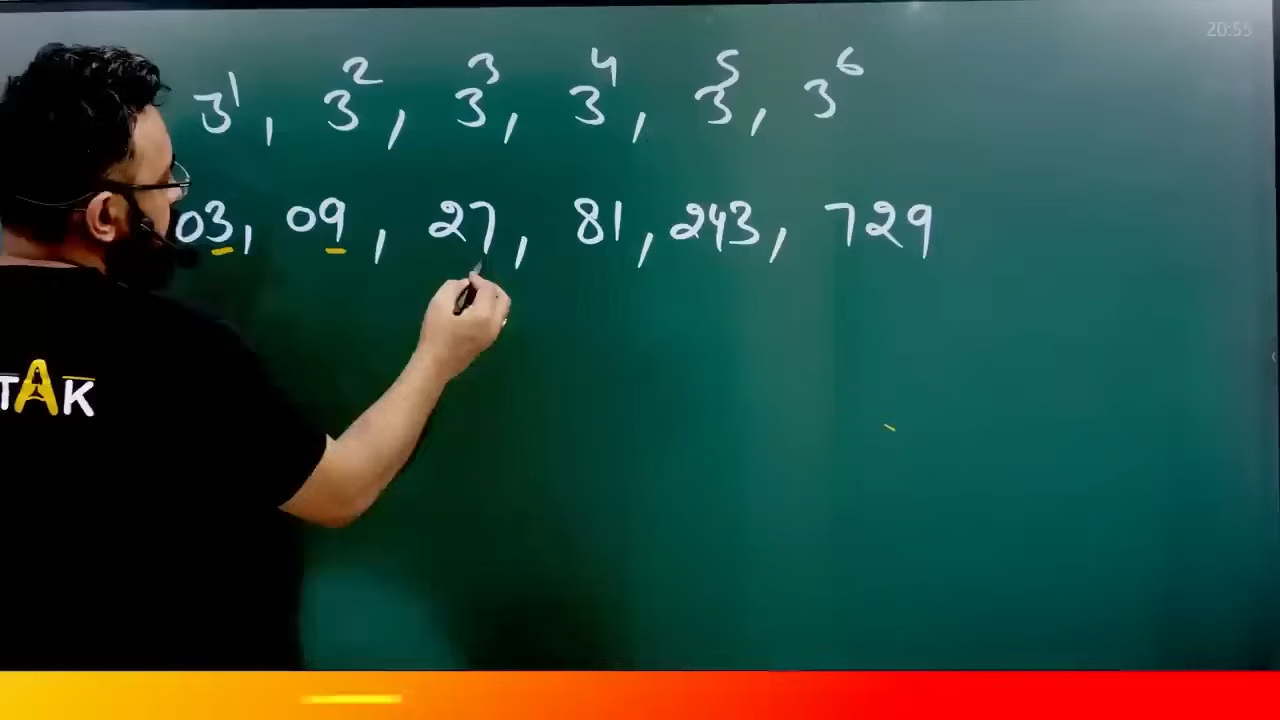 20:55
3¹, 3², 3³, 3⁴, 3⁵, 3⁶
03, 09, 27, 81, 243, 729
TAK